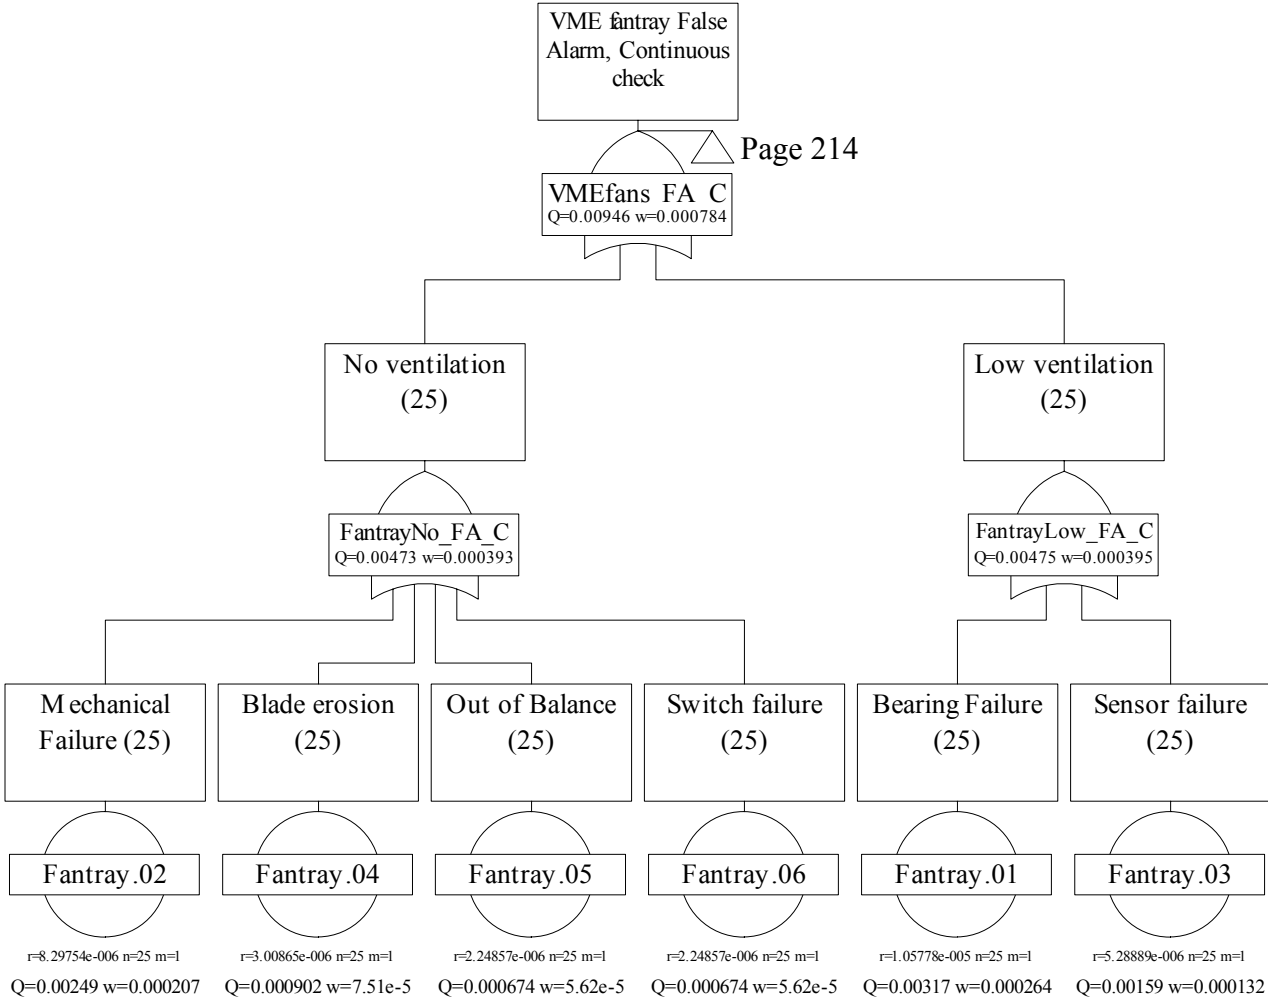 VME fantray False
Alarm, Continuous
check
Page 214
VMEfans_FA_C
Q=0.00946 w=0.000784
No ventilation
(25)
Low ventilation
(25)
FantrayNo_FA_C
Q=0.00473 w=0.000393
FantrayLow_FA_C
Q=0.00475 w=0.000395
Mechanical
Failure (25)
Blade erosion
(25)
Out of Balance
(25)
Switch failure
(25)
Bearing Failure
(25)
Sensor failure
(25)
Fantray.02
Fantray.04
Fantray.05
Fantray.06
Fantray.01
Fantray.03
r=8.29754e-006 n=25 m=1
r=3.00865e-006 n=25 m=1
r=2.24857e-006 n=25 m=1
r=2.24857e-006 n=25 m=1
r=1.05778e-005 n=25 m=1
r=5.28889e-006 n=25 m=1
Q=0.00249 w=0.000207
Q=0.000902 w=7.51e-5
Q=0.000674 w=5.62e-5
Q=0.000674 w=5.62e-5
Q=0.00317 w=0.000264
Q=0.00159 w=0.000132